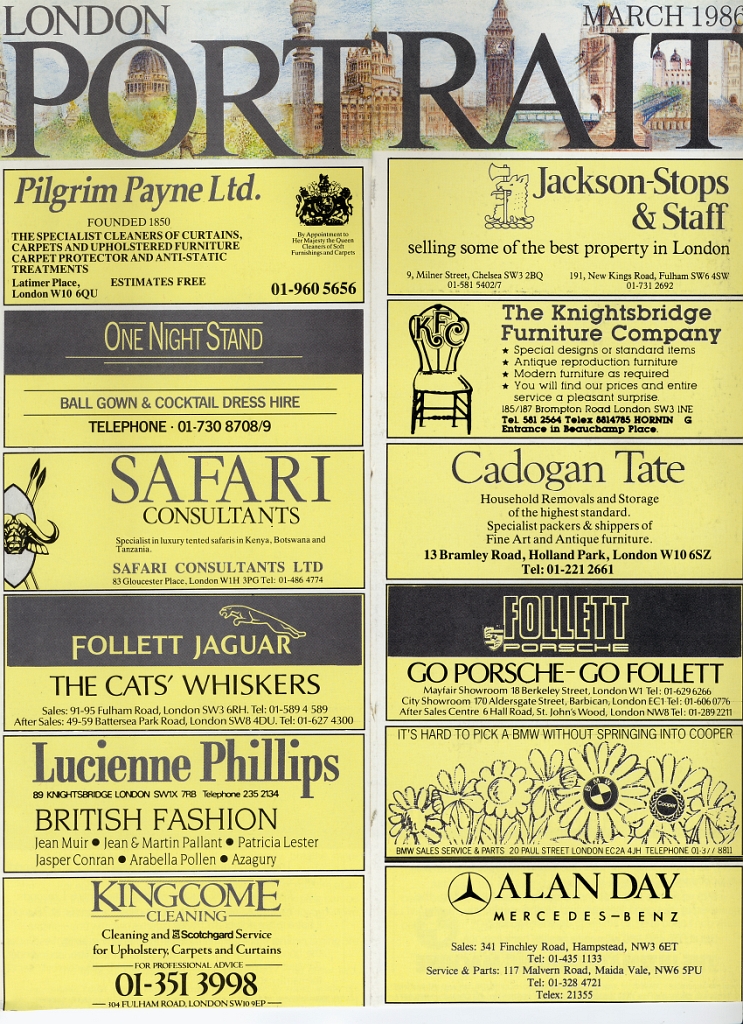 LONDON
MARCH 1986
PORTRAIT
Pilgrim Payne Ltd.
FOUNDED 1850
THE SPECIALIST CLEANERS OF CURTAINS,
CARPETS AND UPHOLSTERED FURNITURE
CARPET PROTECTOR AND ANTI-STATIC
TREATMENTS
Latimer Place,
London W10 6QU
ESTIMATES FREE
By Appointment to
Her Majesty the Queen
Cleaners of Soft
Furnishings and Carpets
01-960 5656
ONE NIGHT STAND
BALL GOWN & COCKTAIL DRESS HIRE
TELEPHONE · 01-730 8708/9
SAFARI
CONSULTANTS
Specialist in luxury tented safaris in Kenya, Botswana and
Tanzania.
SAFARI CONSULTANTS LTD
83 Gloucester Place, London W1H 3PG Tel: 01-486 4774
FOLLETT JAGUAR
THE CATS' WHISKERS
Sales: 91-95 Fulham Road, London SW3 6RH. Tel: 01-589 4 589
After Sales: 49-59 Battersea Park Road, London SW8 4DU. Tel: 01-627 4300
Lucienne Phillips
89 KNIGHTSBRIDGE LONDON SW1X 7RB Telephone 235 2134
BRITISH FASHION
Jean Muir ● Jean & Martin Pallant ● Patricia Lester
Jasper Conran ● Arabella Pollen ● Azagury
KINGCOME
CLEANING
Cleaning and Scotchgard Service
for Upholstery, Carpets and Curtains
FOR PROFESSIONAL ADVICE
01-351 3998
104 FULHAM ROAD, LONDON SW10 9EP
Jackson-Stops
& Staff
selling some of the best property in London
9, Milner Street, Chelsea SW3 2BQ
01-581 5402/7
191, New Kings Road, Fulham SW6 4SW
01-731 2692
KFC
The Knightsbridge
Furniture Company
★ Special designs or standard items
★ Antique reproduction furniture
★ Modern furniture as required
★ You will find our prices and entire
service a pleasant surprise.
185/187 Brompton Road London SW3 1NE
Tel. 581 2564 Telex 8814785 HORNIN G
Entrance in Beauchamp Place.
Cadogan Tate
Household Removals and Storage
of the highest standard.
Specialist packers & shippers of
Fine Art and Antique furniture.
13 Bramley Road, Holland Park, London W10 6SZ
Tel: 01-221 2661
FOLLETT
PORSCHE
GO PORSCHE-GO FOLLETT
Mayfair Showroom 18 Berkeley Street, London W1 Tel: 01-629 6266
City Showroom 170 Aldersgate Street, Barbican, London EC1 Tel: 01-606 0776
After Sales Centre 6 Hall Road, St. John's Wood, London NW8 Tel: 01-289 2211
IT'S HARD TO PICK A BMW WITHOUT SPRINGING INTO COOPER
BMW
Cooper
BMW SALES SERVICE & PARTS 20 PAUL STREET LONDON EC2A 4JH TELEPHONE 01-377 8811
ALAN DAY
MERCEDES-BENZ
Sales: 341 Finchley Road, Hampstead, NW3 6ET
Tel: 01-435 1133
Service & Parts: 117 Malvern Road, Maida Vale, NW6 5PU
Tel: 01-328 4721
Telex: 21355